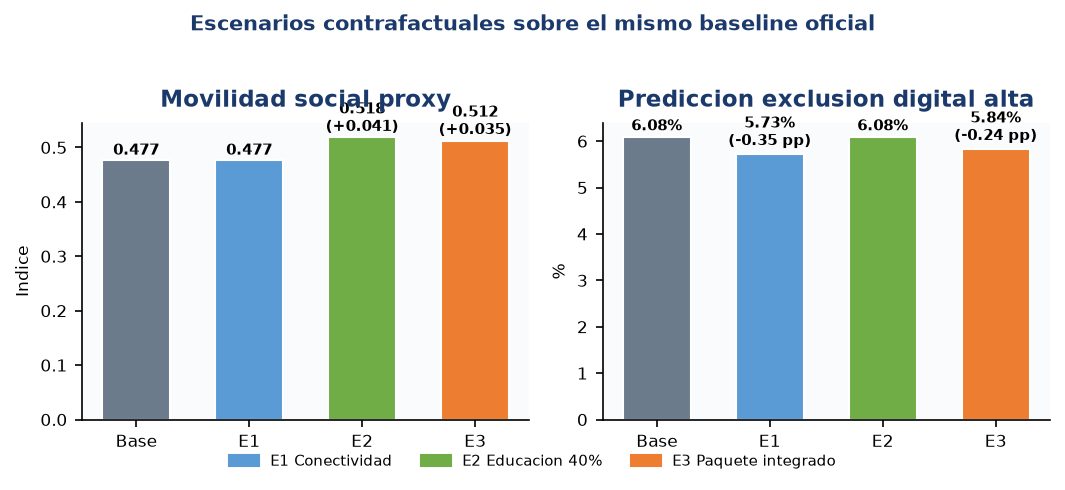 Escenarios contrafactuales sobre el mismo baseline oficial
Movilidad social proxy
Indice
0.5
0.4
0.3
0.2
0.1
0.0
0.477
0.477
0.518
(+0.041)
0.512
(+0.035)
Base
E1
E2
E3
Prediccion exclusion digital alta
%
6
5
4
3
2
1
0
6.08%
5.73%
(-0.35 pp)
6.08%
5.84%
(-0.24 pp)
Base
E1
E2
E3
E1 Conectividad
E2 Educacion 40%
E3 Paquete integrado